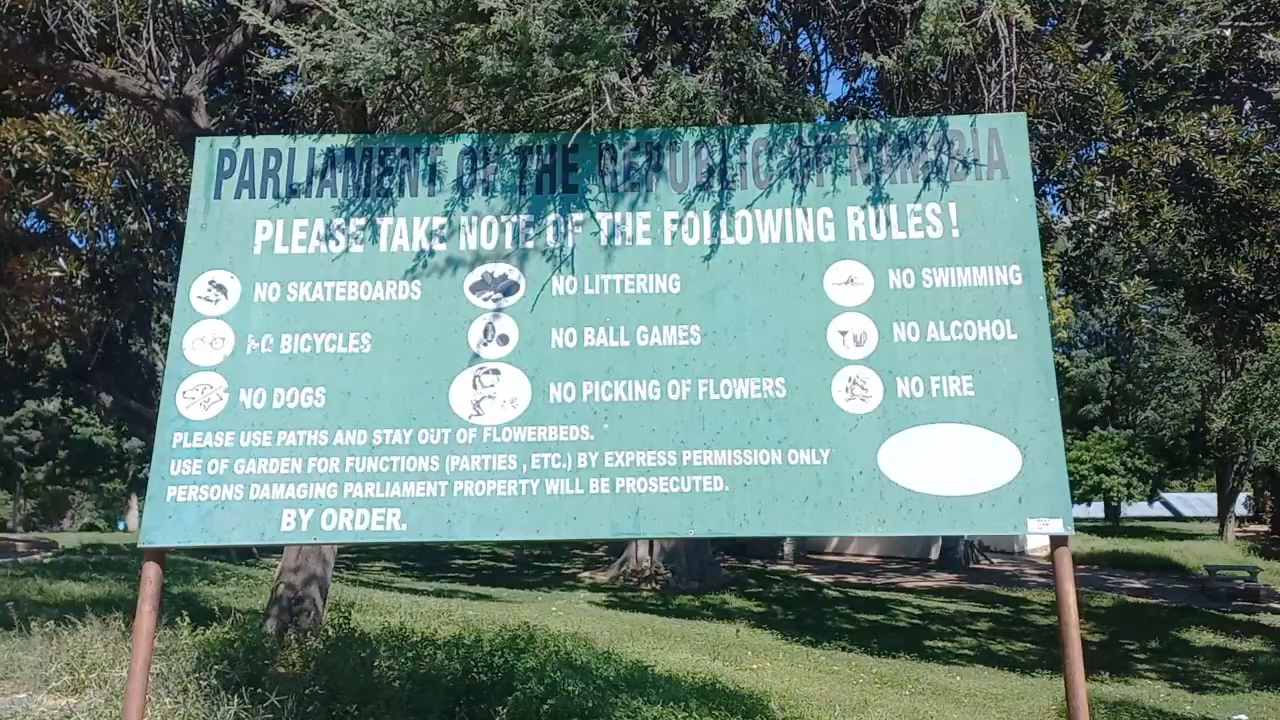 PARLIAMENT OF THE REPUBLIC OF NAMIBIA
PLEASE TAKE NOTE OF THE FOLLOWING RULES!
NO SKATEBOARDS
NO LITTERING
NO SWIMMING
NO BICYCLES
NO BALL GAMES
NO ALCOHOL
NO DOGS
NO PICKING OF FLOWERS
NO FIRE
PLEASE USE PATHS AND STAY OUT OF FLOWERBEDS.
USE OF GARDEN FOR FUNCTIONS (PARTIES , ETC.) BY EXPRESS PERMISSION ONLY
PERSONS DAMAGING PARLIAMENT PROPERTY WILL BE PROSECUTED.
BY ORDER.